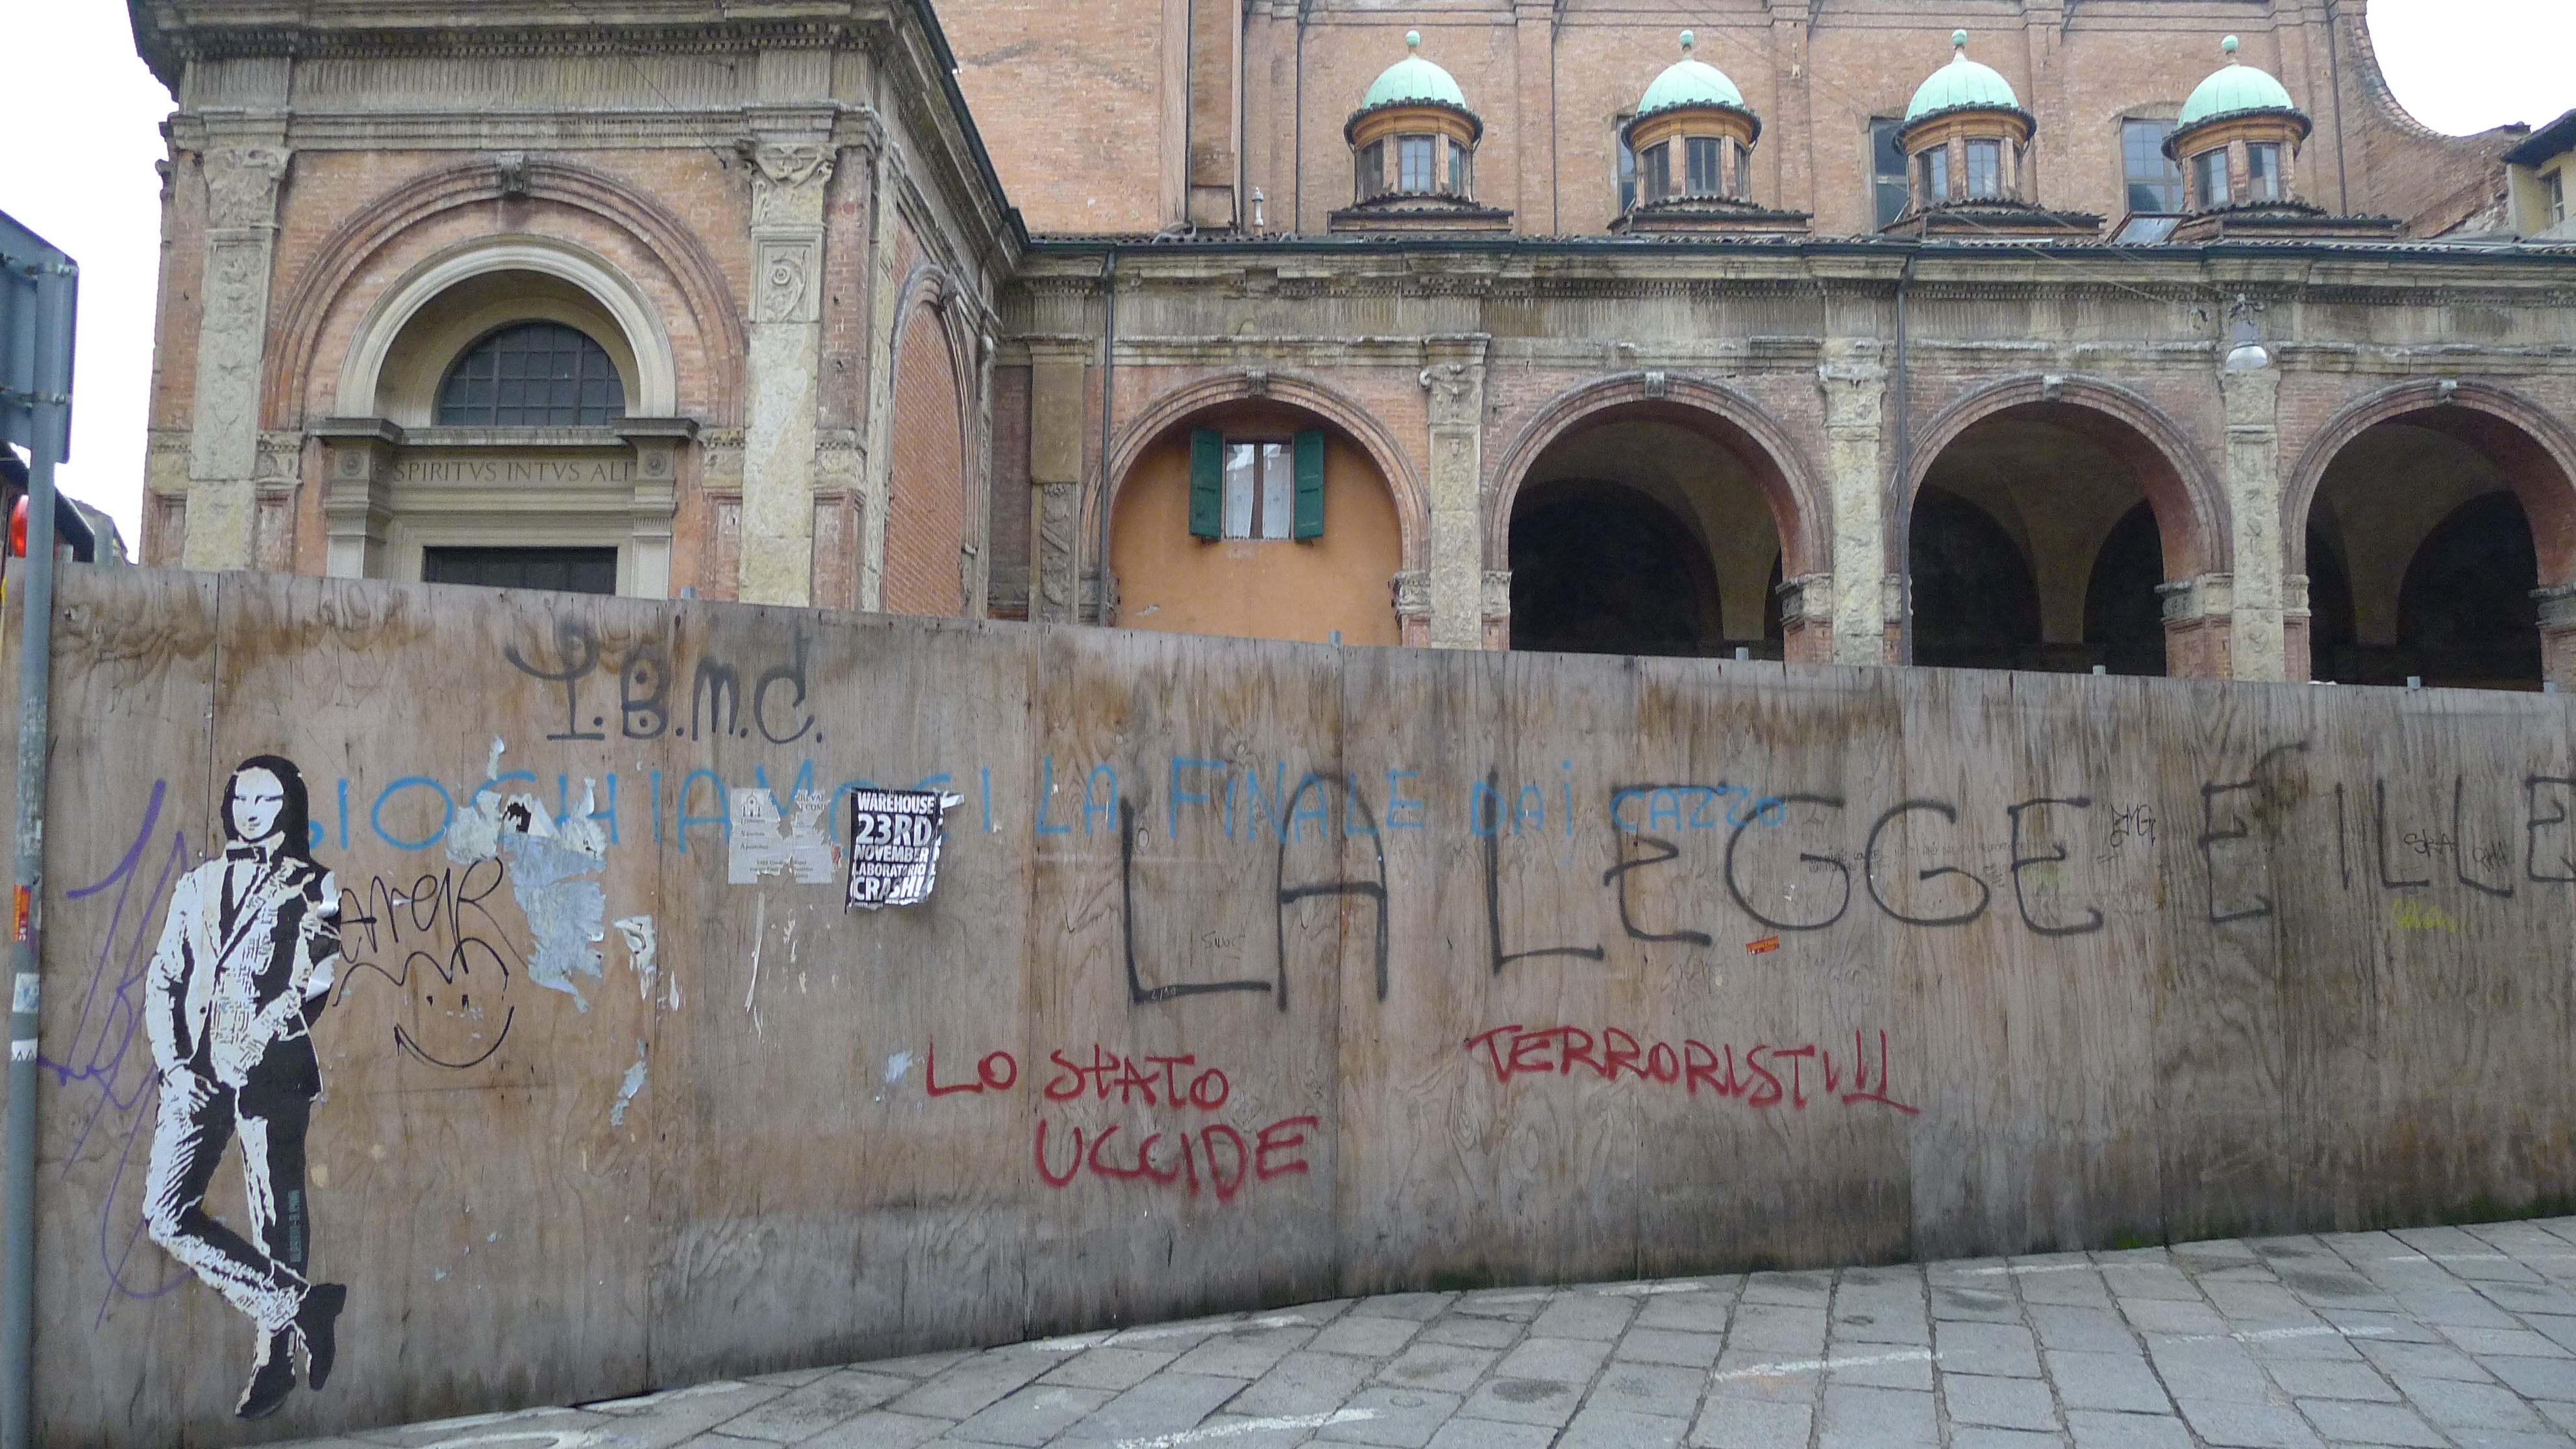 SPIRITVS INTVS ALI
I.B.M.C.
GIOCHIAMOCI LA FINALE DAI CAZZO
WAREHOUSE
23RD
NOVEMBER
LABORATORIO
CRASH!
LA LEGGE È ILLE
LO STATO
UCCIDE
TERRORISTI!!